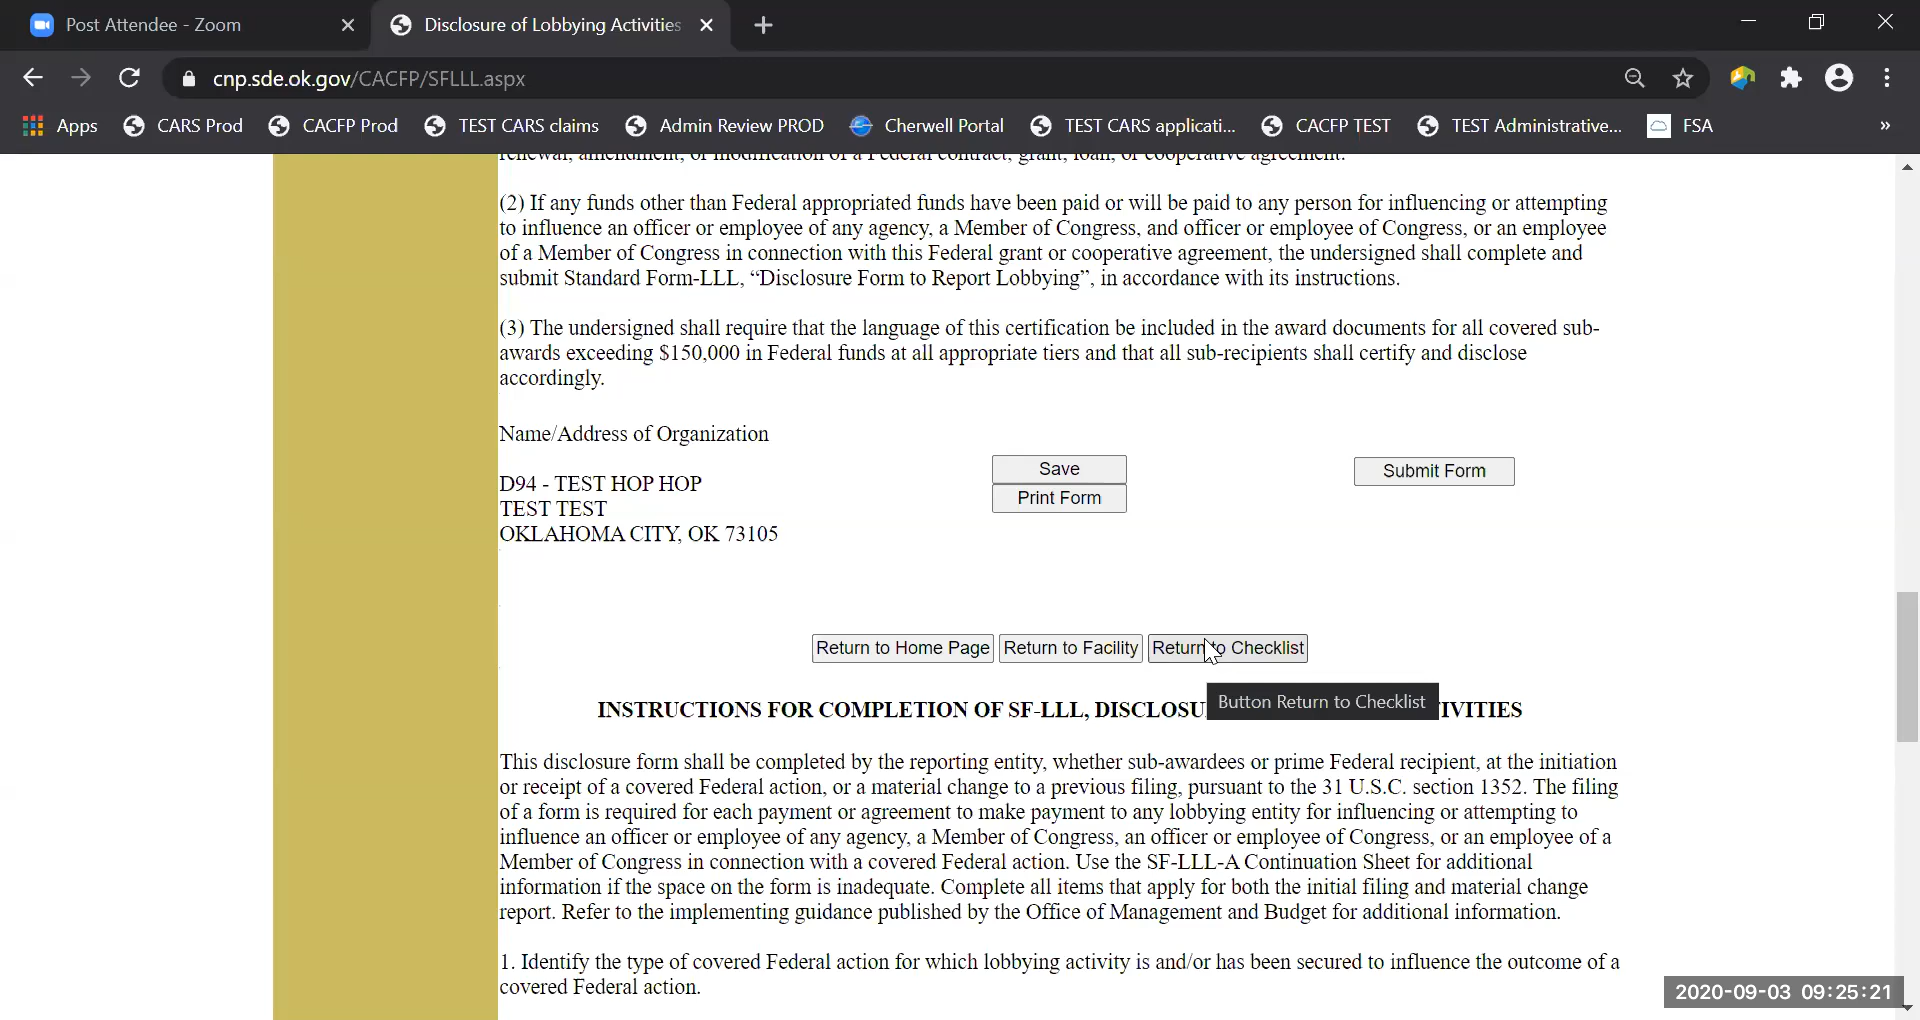 Post Attendee - Zoom
Disclosure of Lobbying Activities
cnp.sde.ok.gov/CACFP/SFLLL.aspx
Apps CARS Prod CACFP Prod TEST CARS claims Admin Review PROD Cherwell Portal TEST CARS applicati... CACFP TEST TEST Administrative... FSA »
renewal, amendment, or modification of a Federal contract, grant, loan, or cooperative agreement.
(2) If any funds other than Federal appropriated funds have been paid or will be paid to any person for influencing or attempting
to influence an officer or employee of any agency, a Member of Congress, and officer or employee of Congress, or an employee
of a Member of Congress in connection with this Federal grant or cooperative agreement, the undersigned shall complete and
submit Standard Form-LLL, “Disclosure Form to Report Lobbying”, in accordance with its instructions.
(3) The undersigned shall require that the language of this certification be included in the award documents for all covered sub-
awards exceeding $150,000 in Federal funds at all appropriate tiers and that all sub-recipients shall certify and disclose
accordingly.
Name/Address of Organization
Save
Submit Form
D94 - TEST HOP HOP
Print Form
TEST TEST
OKLAHOMA CITY, OK 73105
Return to Home Page Return to Facility Return to Checklist
Button Return to Checklist
INSTRUCTIONS FOR COMPLETION OF SF-LLL, DISCLOSU IVITIES
This disclosure form shall be completed by the reporting entity, whether sub-awardees or prime Federal recipient, at the initiation
or receipt of a covered Federal action, or a material change to a previous filing, pursuant to the 31 U.S.C. section 1352. The filing
of a form is required for each payment or agreement to make payment to any lobbying entity for influencing or attempting to
influence an officer or employee of any agency, a Member of Congress, an officer or employee of Congress, or an employee of a
Member of Congress in connection with a covered Federal action. Use the SF-LLL-A Continuation Sheet for additional
information if the space on the form is inadequate. Complete all items that apply for both the initial filing and material change
report. Refer to the implementing guidance published by the Office of Management and Budget for additional information.
1. Identify the type of covered Federal action for which lobbying activity is and/or has been secured to influence the outcome of a
covered Federal action.
2020-09-03 09:25:21